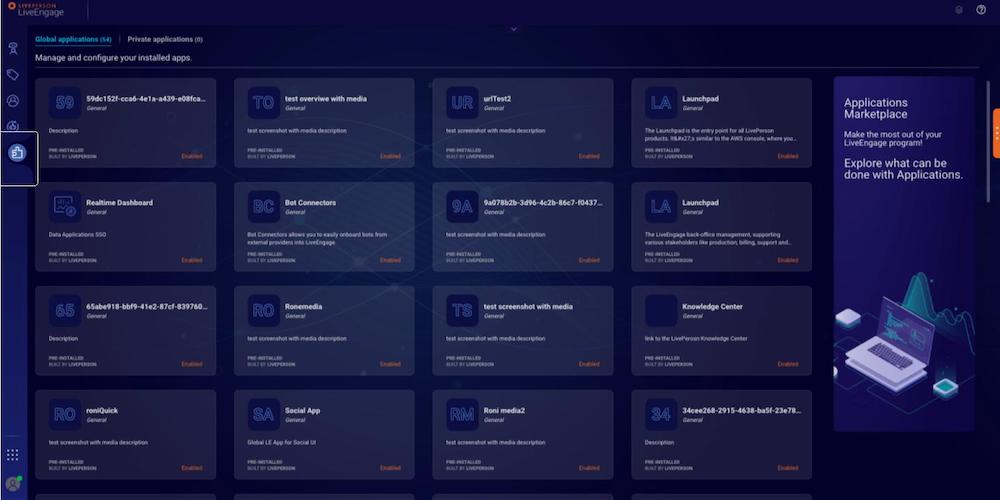 LIVEPERSON
LiveEngage
Global applications (54)
Private applications (0)
Manage and configure your installed apps.
59
59dc152f-cca6-4e1a-a439-e08fca...
General
Description
PRE-INSTALLED
BUILT BY LIVEPERSON
Enabled
TO
test overviwe with media
General
test screenshot with media description
PRE-INSTALLED
BUILT BY LIVEPERSON
Enabled
UR
urlTest2
General
test screenshot with media description
PRE-INSTALLED
BUILT BY LIVEPERSON
Enabled
LA
Launchpad
General
The Launchpad is the entry point for all LivePerson
products. It&#x27;s similar to the AWS console, where you...
PRE-INSTALLED
BUILT BY LIVEPERSON
Enabled
Realtime Dashboard
General
Data Applications SSO
PRE-INSTALLED
BUILT BY LIVEPERSON
Enabled
BC
Bot Connectors
General
Bot Connectors allows you to easily onboard bots from
external providers into LiveEngage.
PRE-INSTALLED
BUILT BY LIVEPERSON
Enabled
9A
9a078b2b-3d96-4c2b-86c7-f0437...
General
test screenshot with media description
PRE-INSTALLED
BUILT BY LIVEPERSON
Enabled
LA
Launchpad
General
The LiveEngage back-office management, supporting
various stakeholders like production, billing, support and...
PRE-INSTALLED
BUILT BY LIVEPERSON
Enabled
65
65abe918-bbf9-41e2-87cf-839760...
General
Description
PRE-INSTALLED
BUILT BY LIVEPERSON
Enabled
RO
Ronemedia
General
test screenshot with media description
PRE-INSTALLED
BUILT BY LIVEPERSON
Enabled
TS
test screenshot with media
General
test screenshot with media description
PRE-INSTALLED
BUILT BY LIVEPERSON
Enabled
Knowledge Center
General
link to the LivePerson Knowledge Center
PRE-INSTALLED
BUILT BY LIVEPERSON
Enabled
RO
roniQuick
General
test screenshot with media description
PRE-INSTALLED
BUILT BY LIVEPERSON
Enabled
SA
Social App
General
Global LE App for Social UI
PRE-INSTALLED
BUILT BY LIVEPERSON
Enabled
RM
Roni media2
General
test screenshot with media description
PRE-INSTALLED
BUILT BY LIVEPERSON
Enabled
34
34cee268-2915-4638-ba5f-23e78...
General
Description
PRE-INSTALLED
BUILT BY LIVEPERSON
Enabled
Applications
Marketplace
Make the most out of your
LiveEngage program!
Explore what can be
done with Applications.